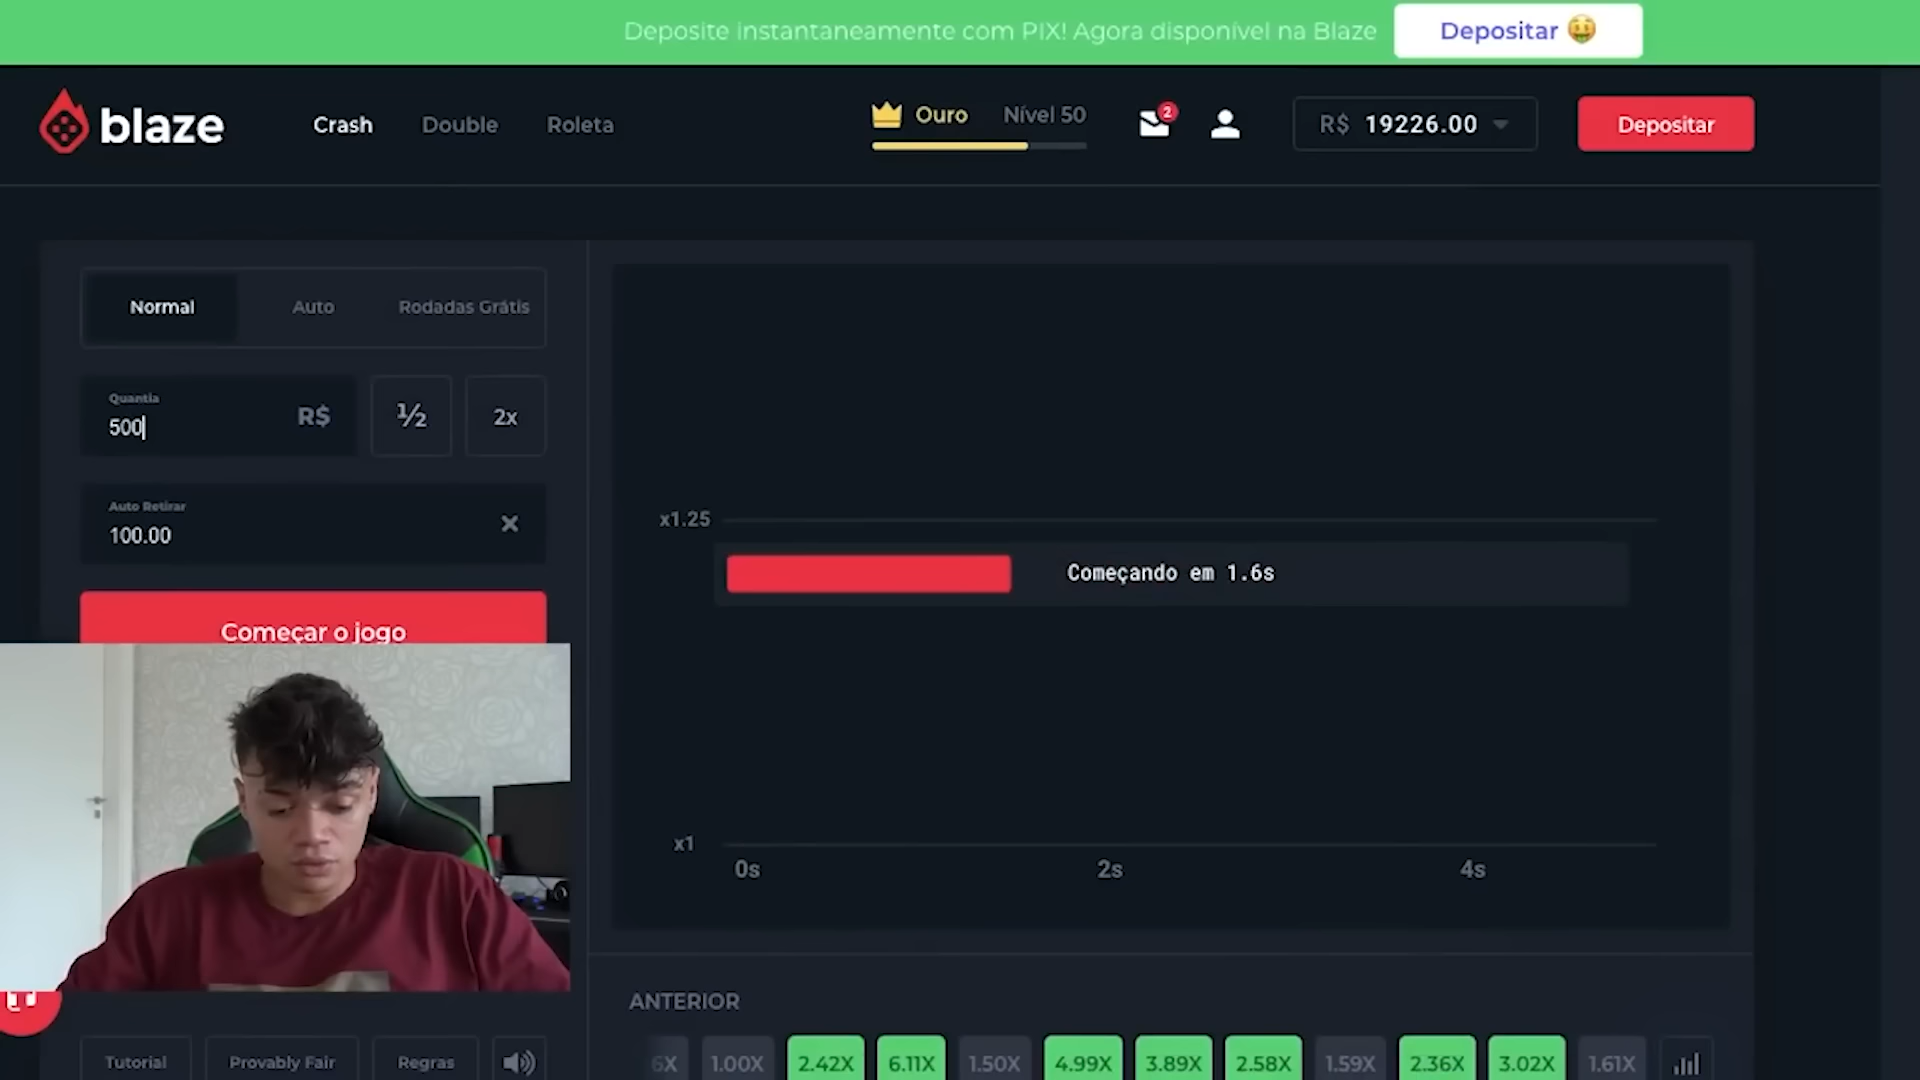 Deposite instantaneamente com PIX! Agora disponível na Blaze
Depositar 🤑
blaze
Crash
Double
Roleta
Ouro
Nível 50
2
R$ 19226.00
Depositar
Normal
Auto
Rodadas Grátis
Quantia
500
R$
½
2x
Auto Retirar
100.00
Começar o jogo
x1.25
Começando em 1.6s
x1
0s
2s
4s
ANTERIOR
6X
1.00X
2.42X
6.11X
1.50X
4.99X
3.89X
2.58X
1.59X
2.36X
3.02X
1.61X
Tutorial
Provably Fair
Regras